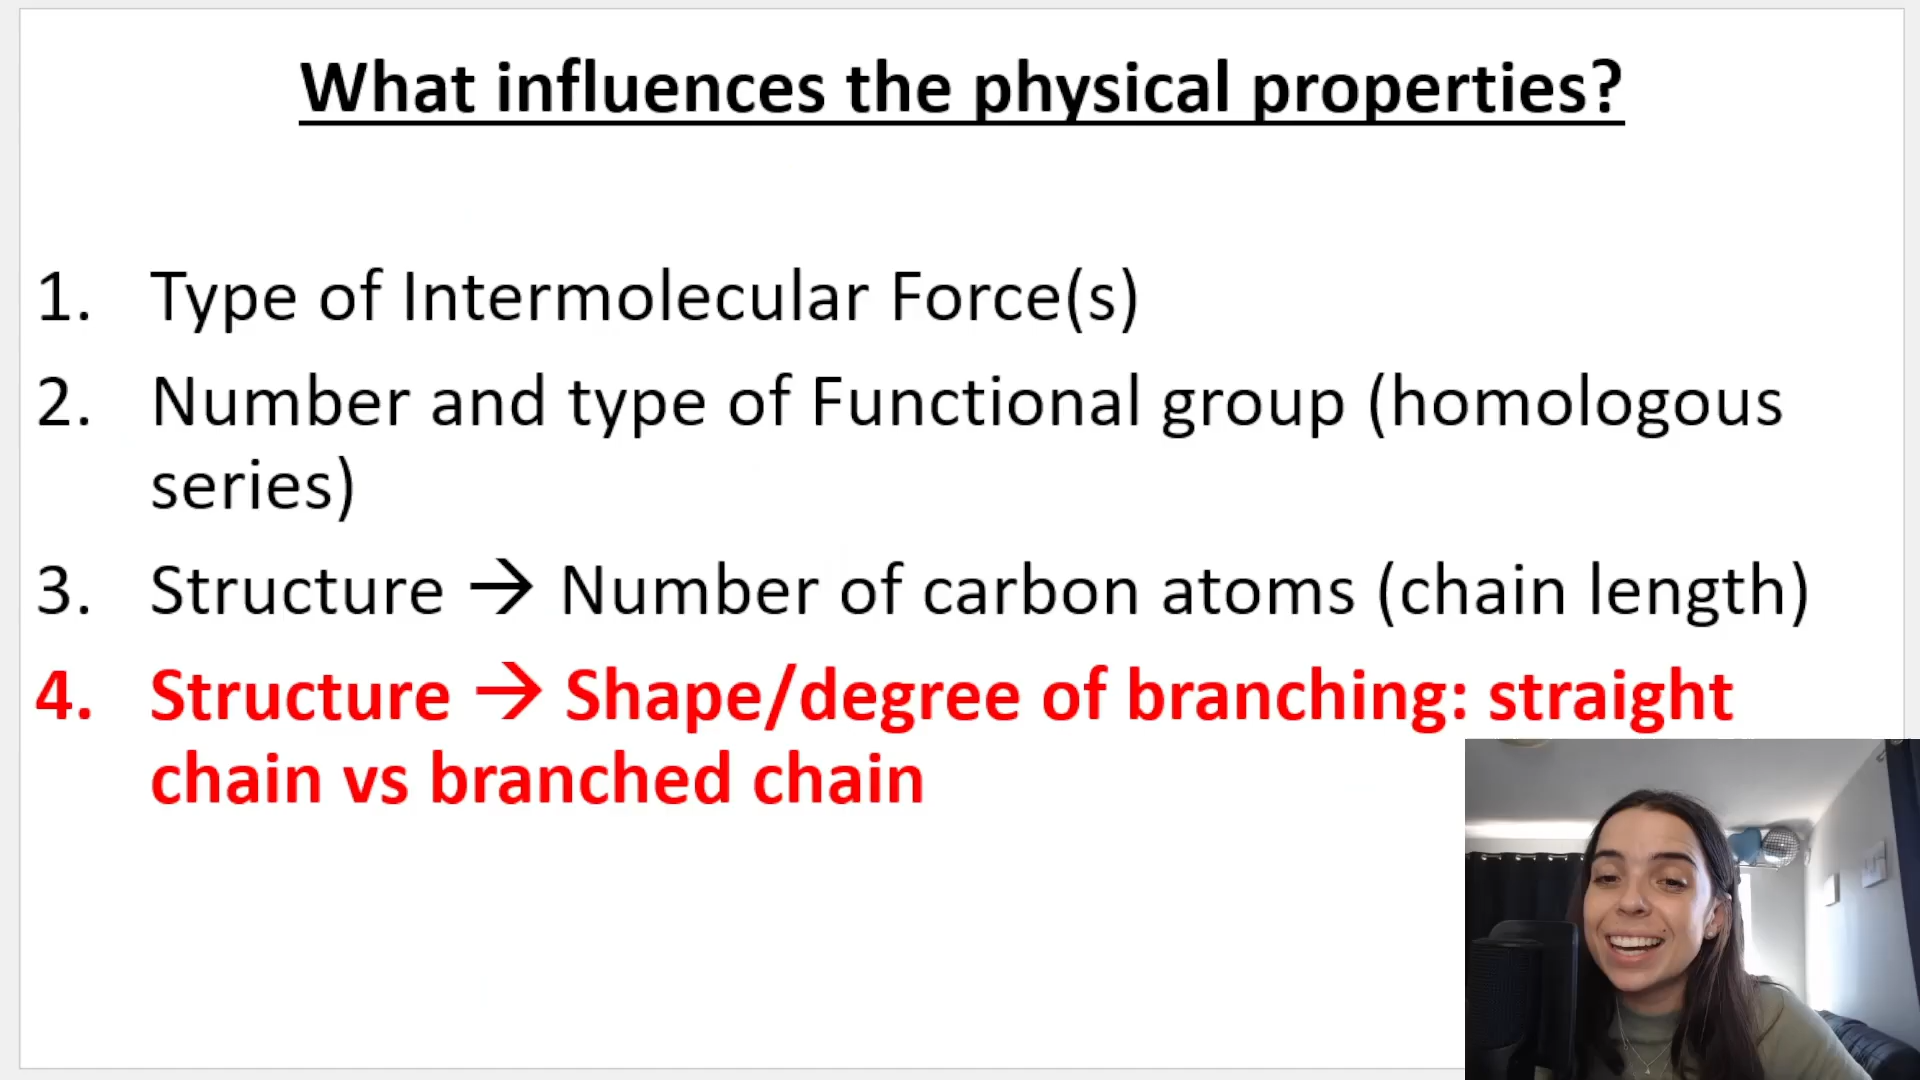 What influences the physical properties?
1. Type of Intermolecular Force(s)
2. Number and type of Functional group (homologous
series)
3. Structure → Number of carbon atoms (chain length)
4. Structure → Shape/degree of branching: straight
chain vs branched chain